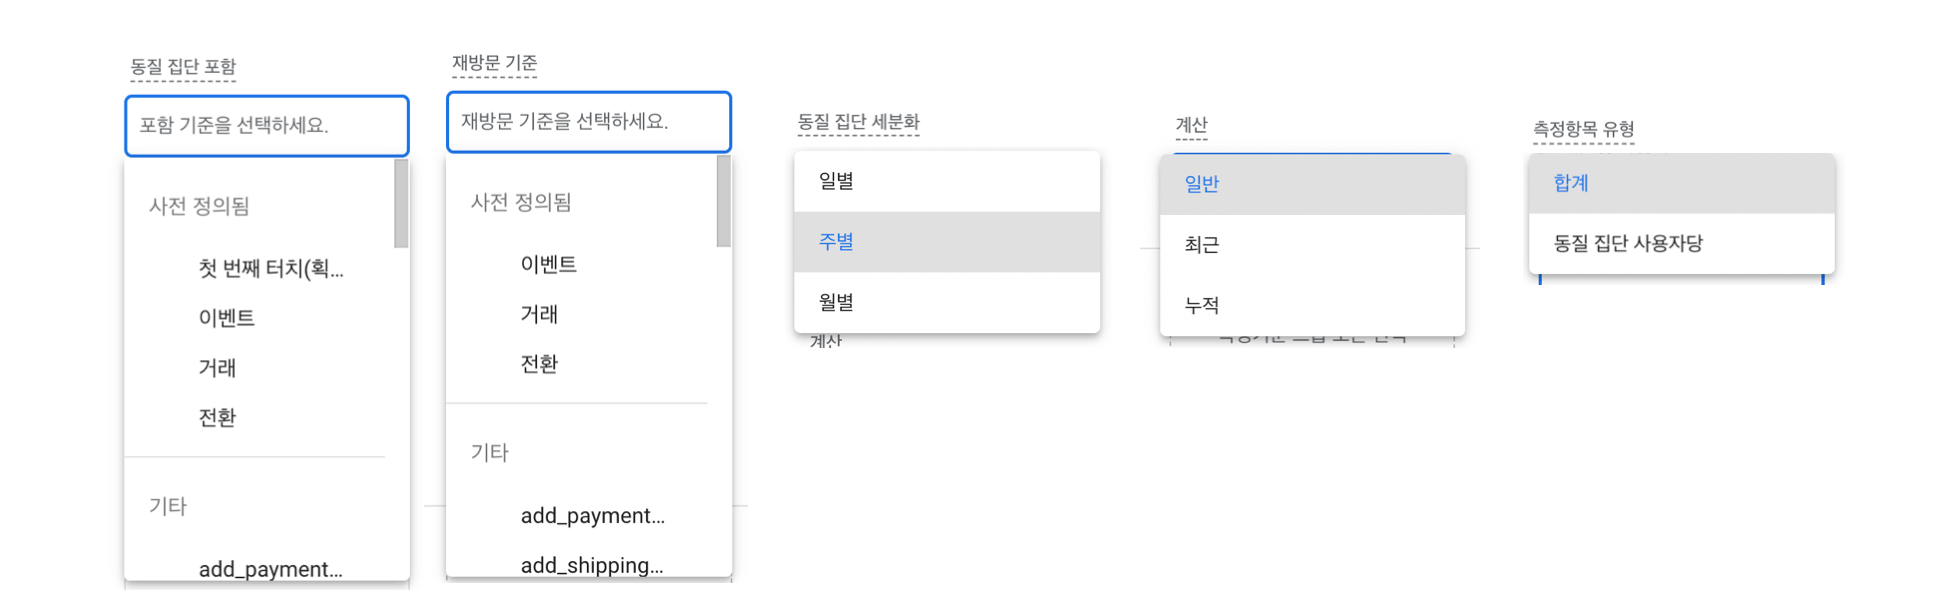 동질 집단 포함
포함 기준을 선택하세요.
사전 정의됨
첫 번째 터치(획...
이벤트
거래
전환
기타
add_payment...
재방문 기준
재방문 기준을 선택하세요.
사전 정의됨
이벤트
거래
전환
기타
add_payment...
add_shipping...
동질 집단 세분화
일별
주별
월별
계산
계산
일반
최근
누적
측정항목 유형
합계
동질 집단 사용자당